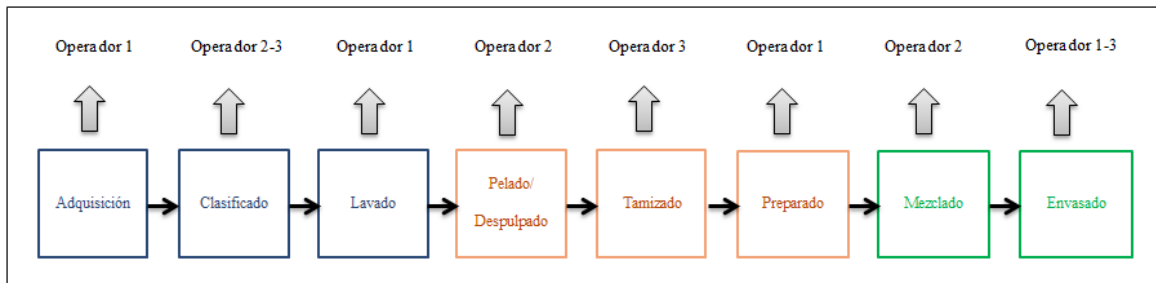 Operador 1
Operador 2-3
Operador 1
Operador 2
Operador 3
Operador 1
Operador 2
Operador 1-3
Adquisición
Clasificado
Lavado
Pelado/
Despulpado
Tamizado
Preparado
Mezclado
Envasado